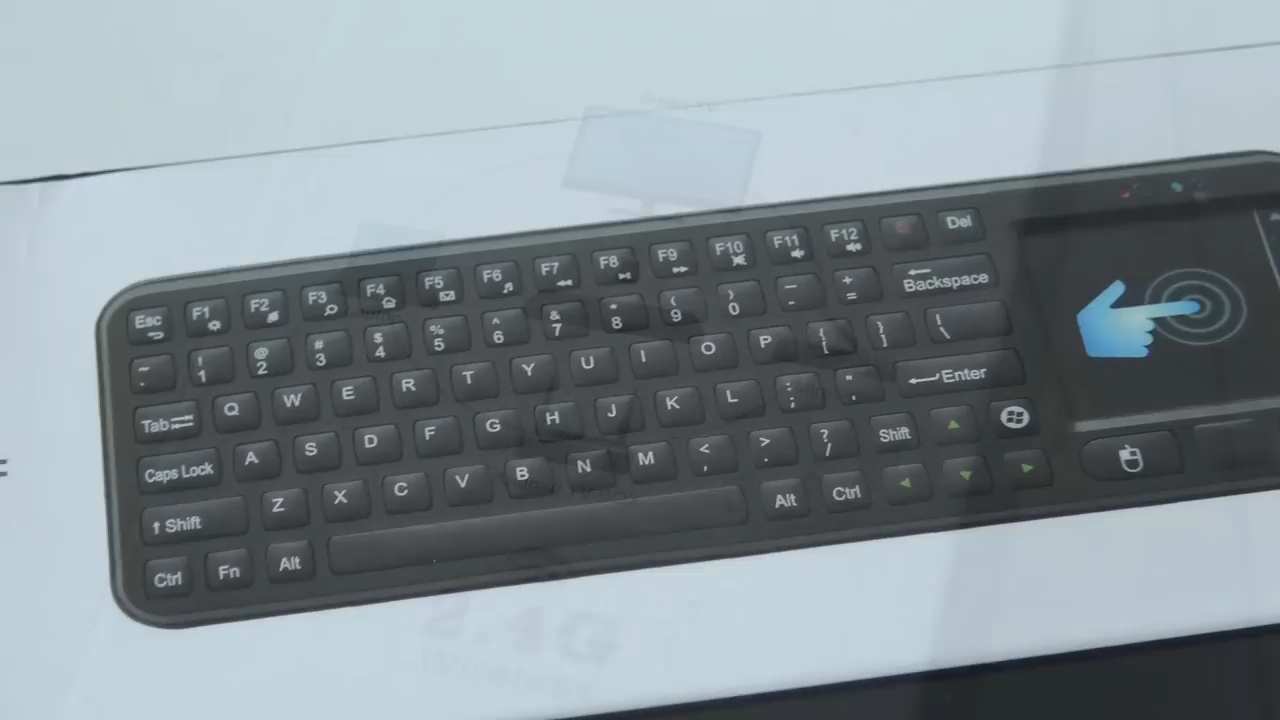 Esc F1 F2 F3 F4 F5 F6 F7 F8 F9 F10 F11 F12 Del
~ ! 1 @ 2 # 3 $ 4 % 5 ^ 6 & 7 * 8 ( 9 ) 0 - + = Backspace
Tab Q W E R T Y U I O P { [ } ] | \
Caps Lock A S D F G H J K L : ; " , Enter
↑ Shift Z X C V B N M < , > . ? / Shift
Ctrl Fn Alt Alt Ctrl
2.4G
Wireless